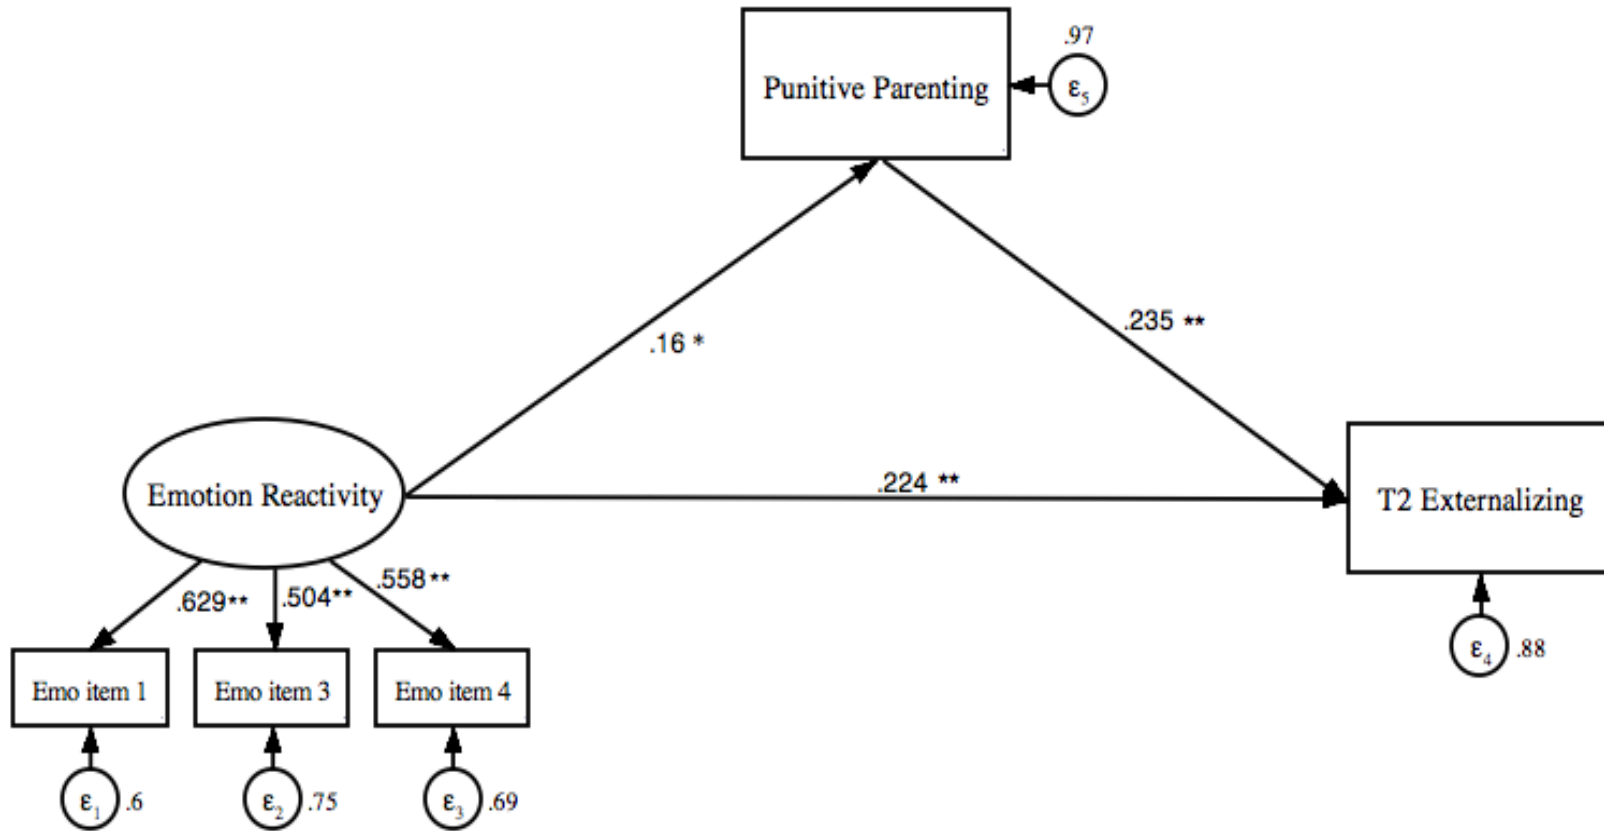 .97
Punitive Parenting
ε5
.16 *
.235 **
Emotion Reactivity
.224 **
T2 Externalizing
.629**
.504**
.558**
Emo item 1
Emo item 3
Emo item 4
ε4 .88
ε1 .6
ε2 .75
ε3 .69